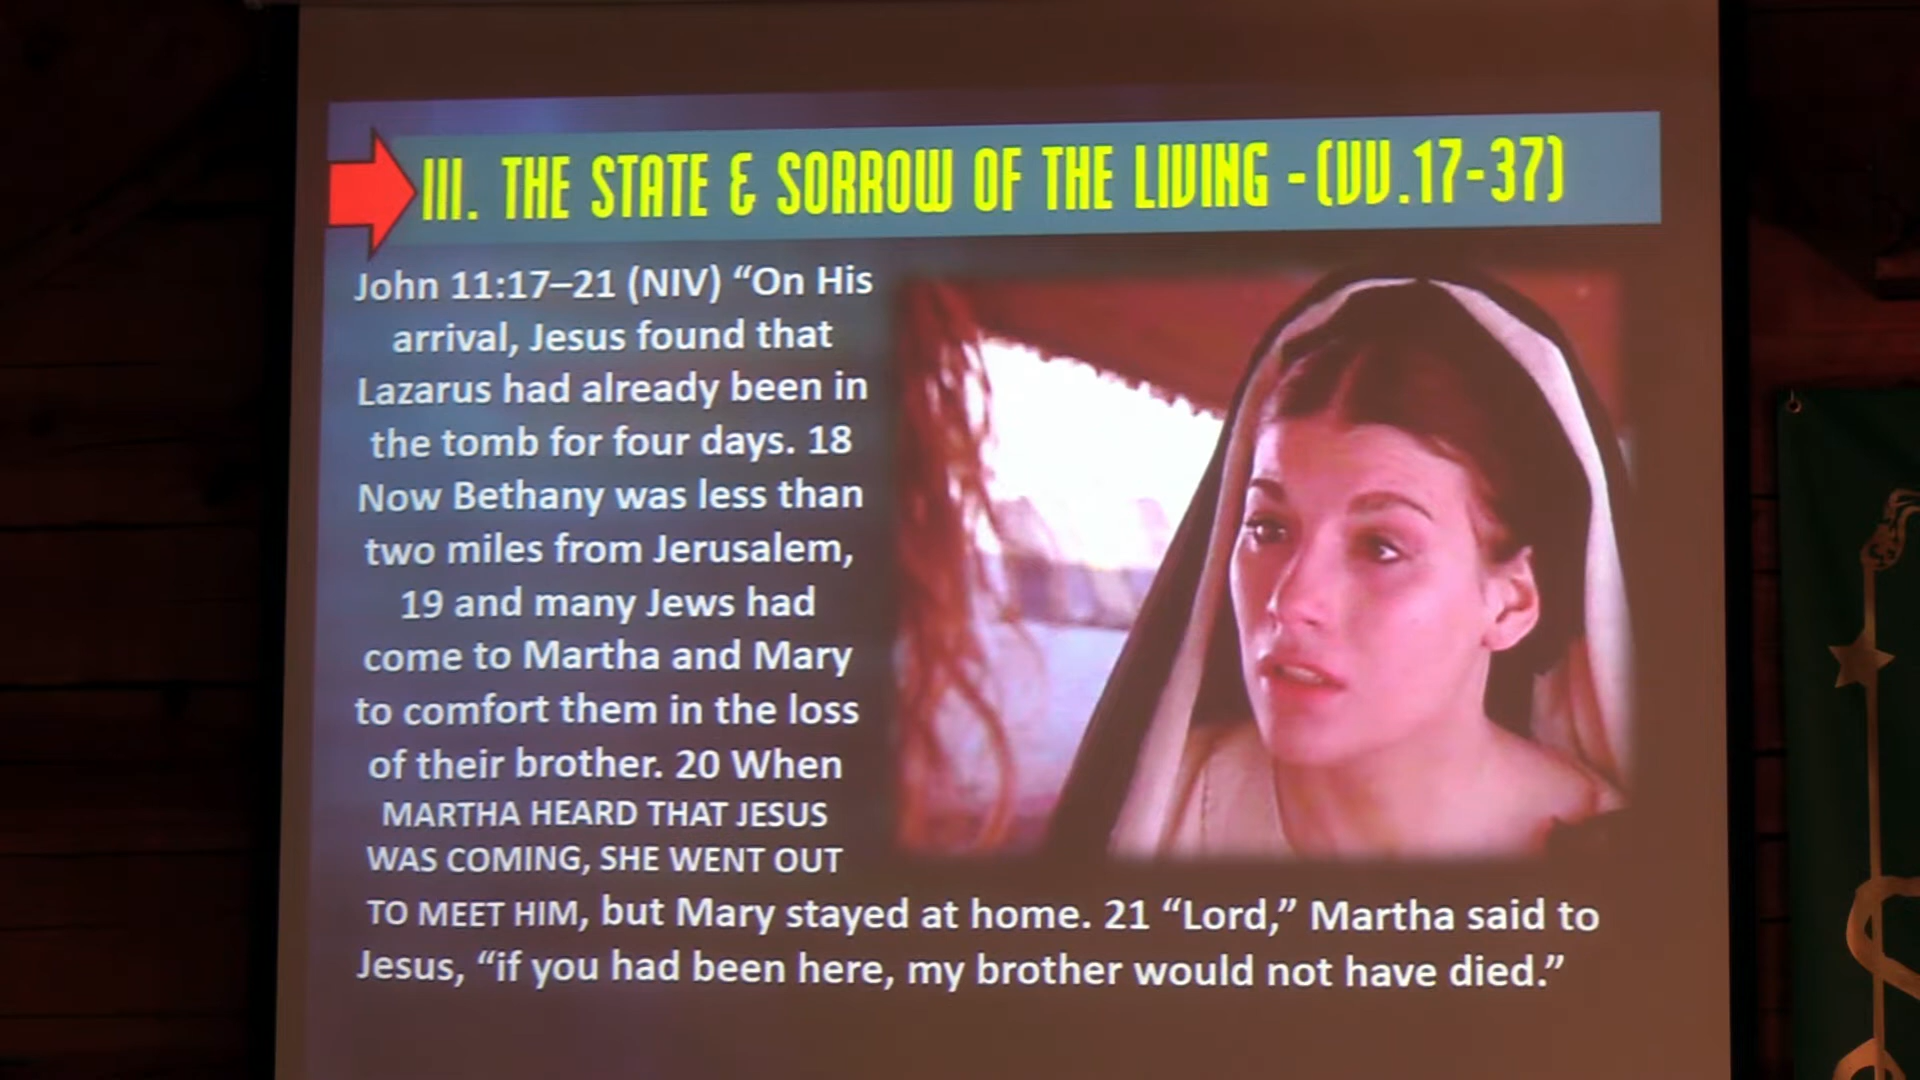 III. THE STATE & SORROW OF THE LIVING - (VV.17-37)
John 11:17–21 (NIV) “On His
arrival, Jesus found that
Lazarus had already been in
the tomb for four days. 18
Now Bethany was less than
two miles from Jerusalem,
19 and many Jews had
come to Martha and Mary
to comfort them in the loss
of their brother. 20 When
MARTHA HEARD THAT JESUS
WAS COMING, SHE WENT OUT
TO MEET HIM, but Mary stayed at home. 21 “Lord,” Martha said to
Jesus, “if you had been here, my brother would not have died.”